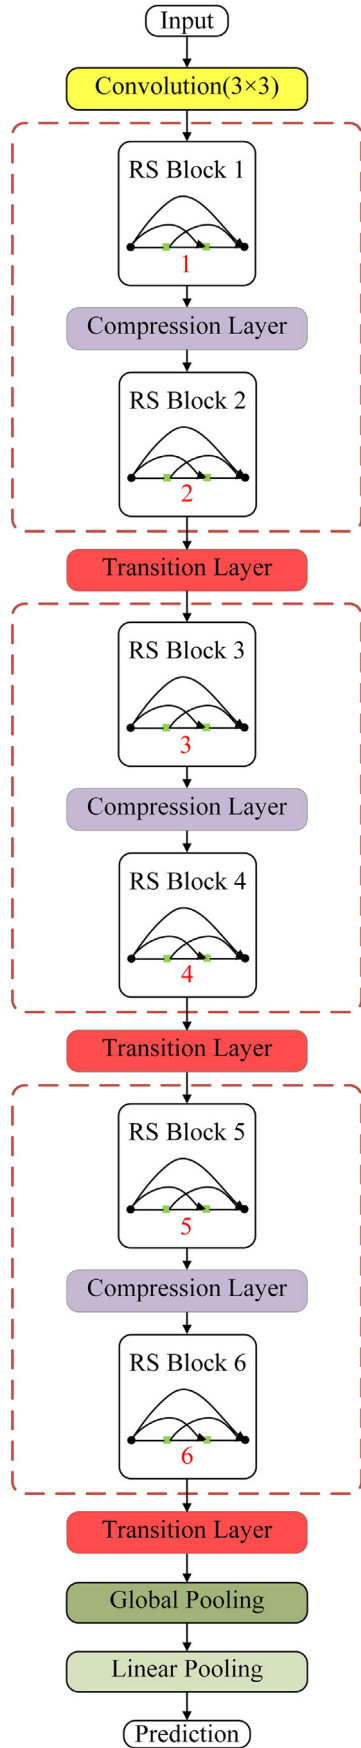 Input
Convolution(3×3)
RS Block 1
1
Compression Layer
RS Block 2
2
Transition Layer
RS Block 3
3
Compression Layer
RS Block 4
4
Transition Layer
RS Block 5
5
Compression Layer
RS Block 6
6
Transition Layer
Global Pooling
Linear Pooling
Prediction